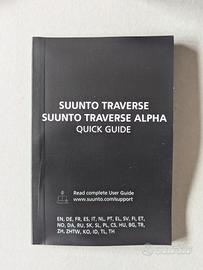 SUUNTO TRAVERSE
SUUNTO TRAVERSE ALPHA
QUICK GUIDE
Read complete User Guide
www.suunto.com/support
EN, DE, FR, ES, IT, NL, PT, EL, SV, FI, ET,
NO, DA, RU, SK, SL, PL, CS, HU, BG, TR,
ZH, ZHTW, KO, ID, TL, TH
subito